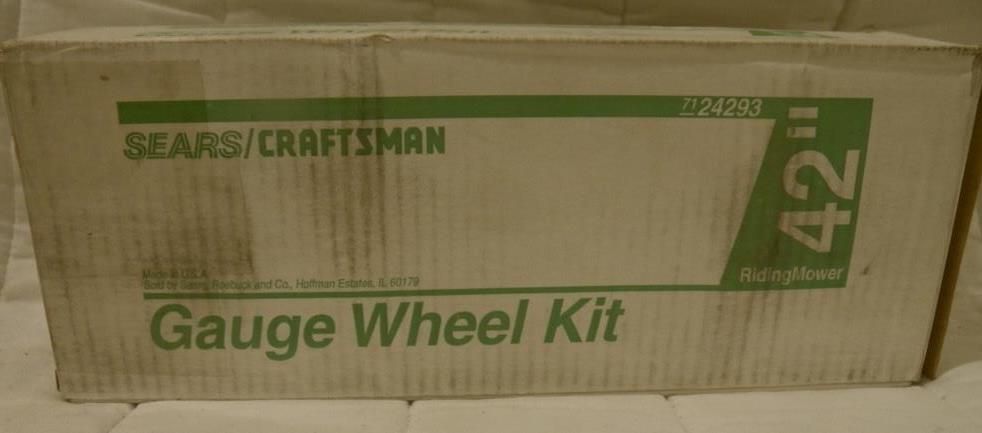 71 24293
SEARS/CRAFTSMAN
42"
RidingMower
Made in U.S.A.
Sold by Sears, Roebuck and Co., Hoffman Estates, IL 60179
Gauge Wheel Kit